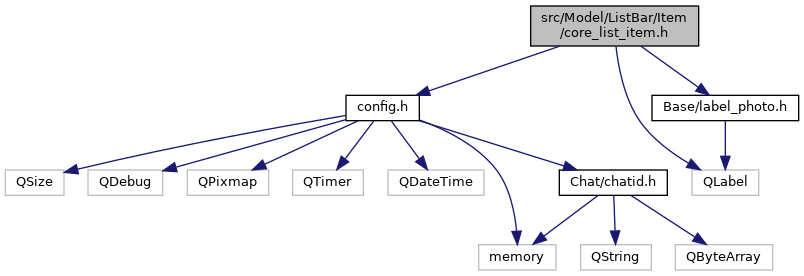 src/Model/ListBar/Item
/core_list_item.h
config.h
Base/label_photo.h
QSize
QDebug
QPixmap
QTimer
QDateTime
Chat/chatid.h
QLabel
memory
QString
QByteArray